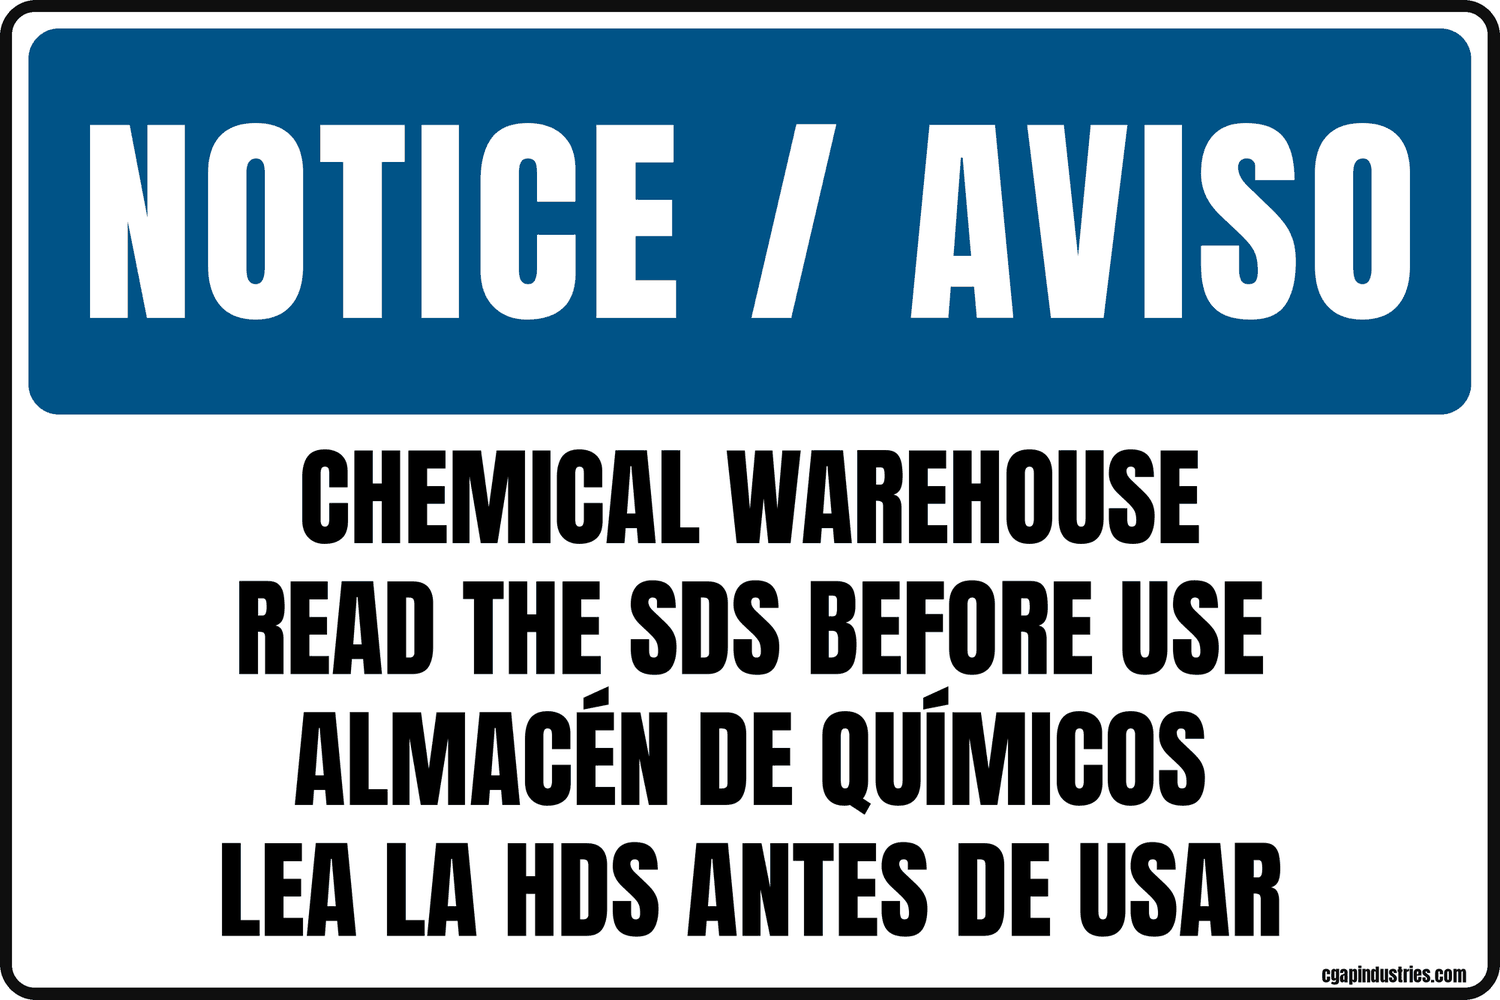 NOTICE / AVISO
CHEMICAL WAREHOUSE
READ THE SDS BEFORE USE
ALMACÉN DE QUÍMICOS
LEA LA HDS ANTES DE USAR
cgapindustries.com